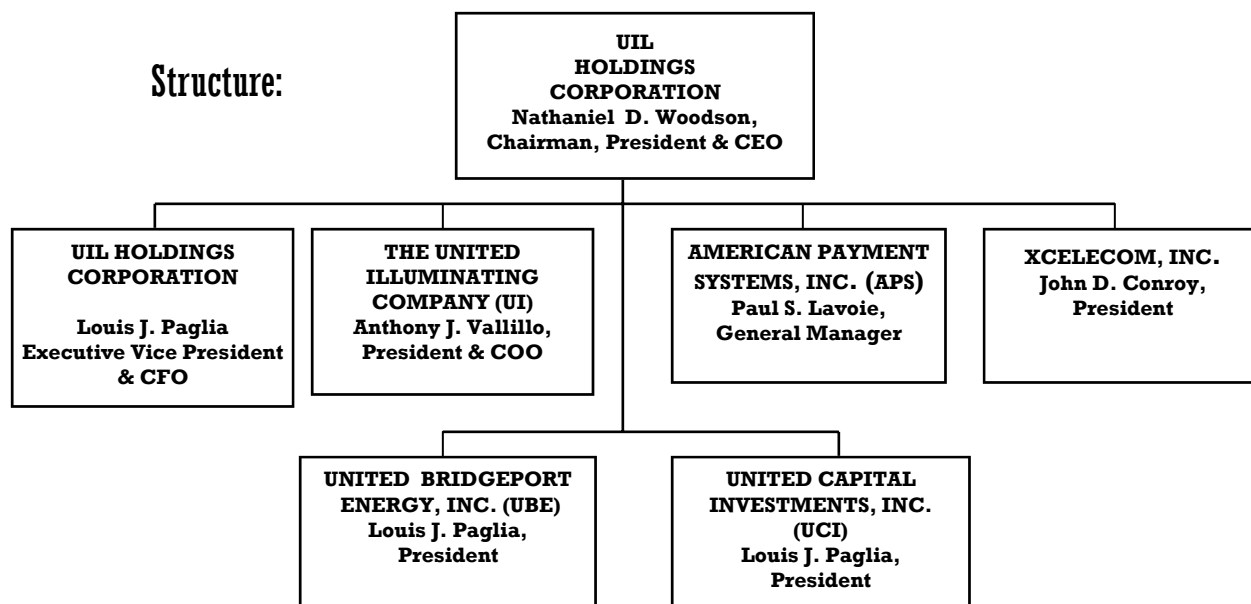 Structure:
UIL
HOLDINGS
CORPORATION
Nathaniel D. Woodson,
Chairman, President & CEO
UIL HOLDINGS
CORPORATION
Louis J. Paglia
Executive Vice President
& CFO
THE UNITED
ILLUMINATING
COMPANY (UI)
Anthony J. Vallillo,
President & COO
AMERICAN PAYMENT
SYSTEMS, INC. (APS)
Paul S. Lavoie,
General Manager
XCELECOM, INC.
John D. Conroy,
President
UNITED BRIDGEPORT
ENERGY, INC. (UBE)
Louis J. Paglia,
President
UNITED CAPITAL
INVESTMENTS, INC.
(UCI)
Louis J. Paglia,
President